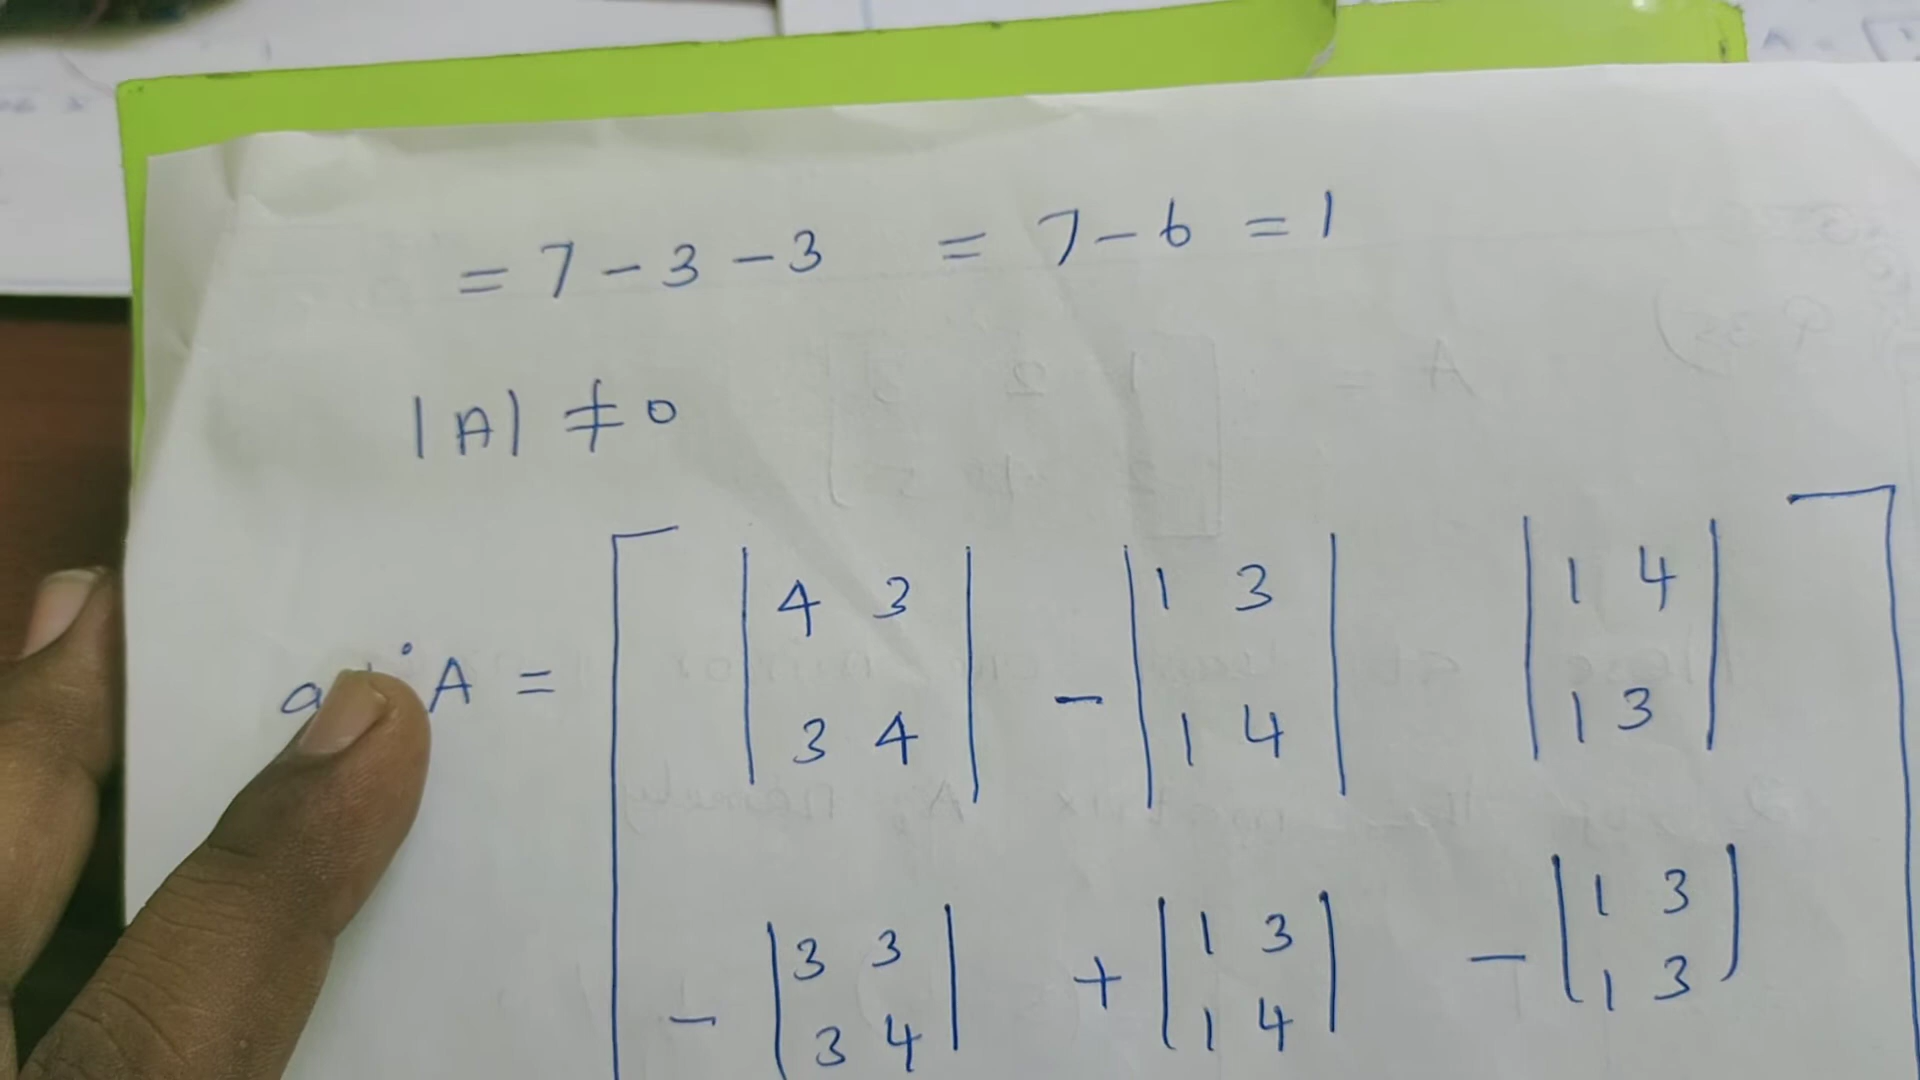 = 7 - 3 - 3 = 7 - 6 = 1
|A| ≠ 0
A = [ |4 3| - |1 3| |1 4|
|3 4| |1 4| |1 3|
- |3 3| + |1 3| - |1 3|
|3 4| |1 4| |1 3|